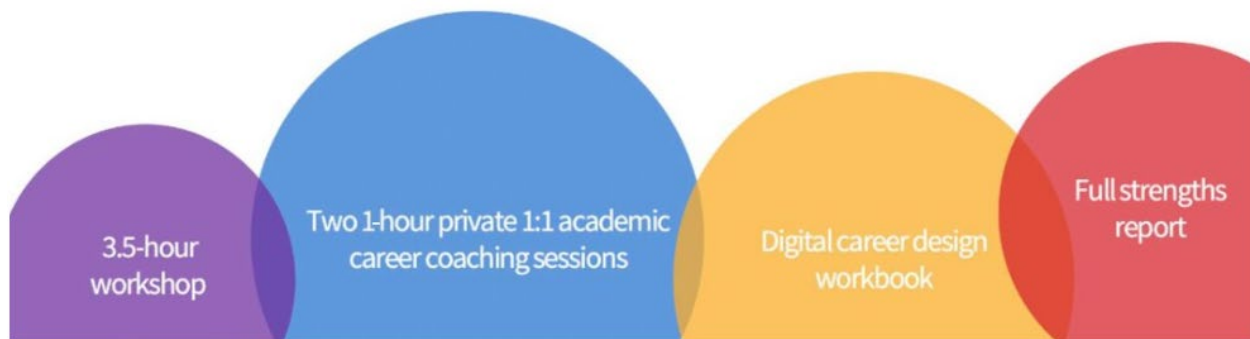 3.5-hour
workshop
Two 1-hour private 1:1 academic
career coaching sessions
Digital career design
workbook
Full strengths
report